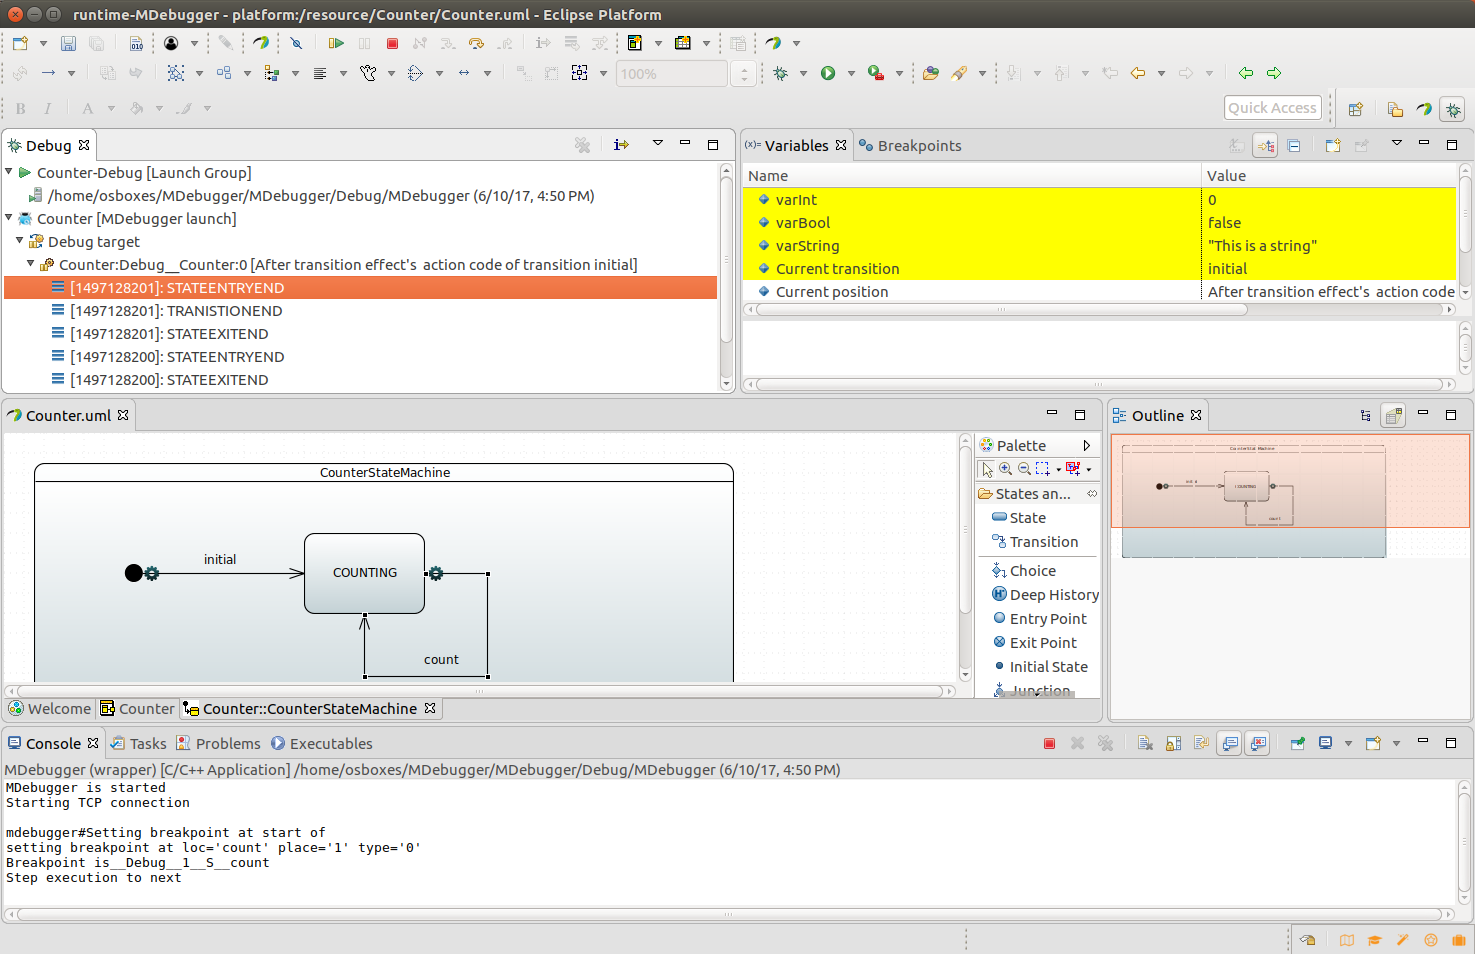 runtime-MDebugger - platform:/resource/Counter/Counter.uml - Eclipse Platform
010
100%
B I A
Quick Access
Debug
Counter-Debug [Launch Group]
/home/osboxes/MDebugger/MDebugger/Debug/MDebugger (6/10/17, 4:50 PM)
Counter [MDebugger launch]
Debug target
Counter:Debug__Counter:0 [After transition effect's action code of transition initial]
[1497128201]: STATEENTRYEND
[1497128201]: TRANISTIONEND
[1497128201]: STATEEXITEND
[1497128200]: STATEENTRYEND
[1497128200]: STATEEXITEND
(x)= Variables Breakpoints
Name Value
varInt 0
varBool false
varString "This is a string"
Current transition initial
Current position After transition effect's action code
Counter.uml
CounterStateMachine
initial
COUNTING
count
Palette
States an...
State
Transition
Choice
Deep History
Entry Point
Exit Point
Initial State
Junction
Welcome Counter Counter::CounterStateMachine
Outline
COUNTING
count
Console Tasks Problems Executables
MDebugger (wrapper) [C/C++ Application] /home/osboxes/MDebugger/MDebugger/Debug/MDebugger (6/10/17, 4:50 PM)
MDebugger is started
Starting TCP connection
mdebugger#Setting breakpoint at start of
setting breakpoint at loc='count' place='1' type='0'
Breakpoint is__Debug__1__S__count
Step execution to next